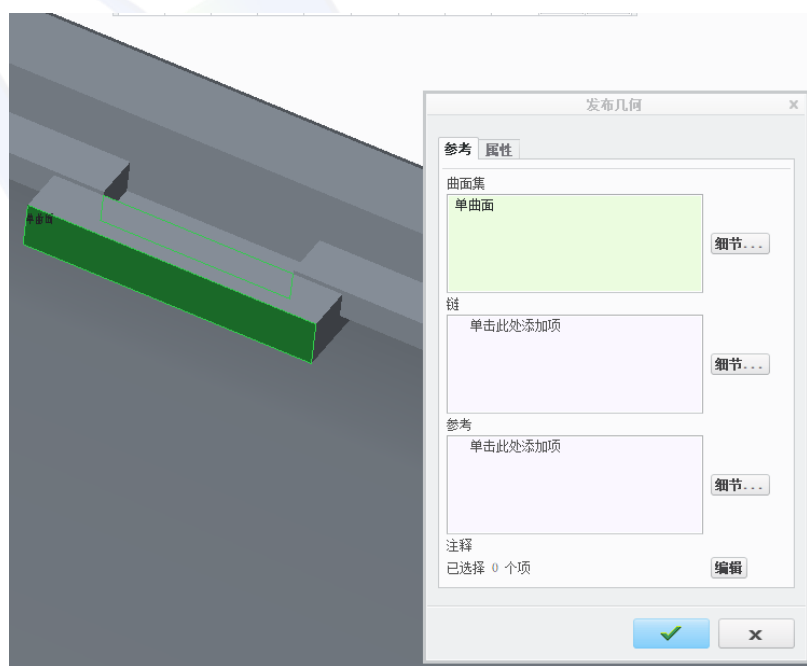 发布几何
x
参考 属性
曲面集
单曲面
细节...
链
单击此处添加项
细节...
参考
单击此处添加项
细节...
注释
已选择 0 个项
编辑
x
单曲面